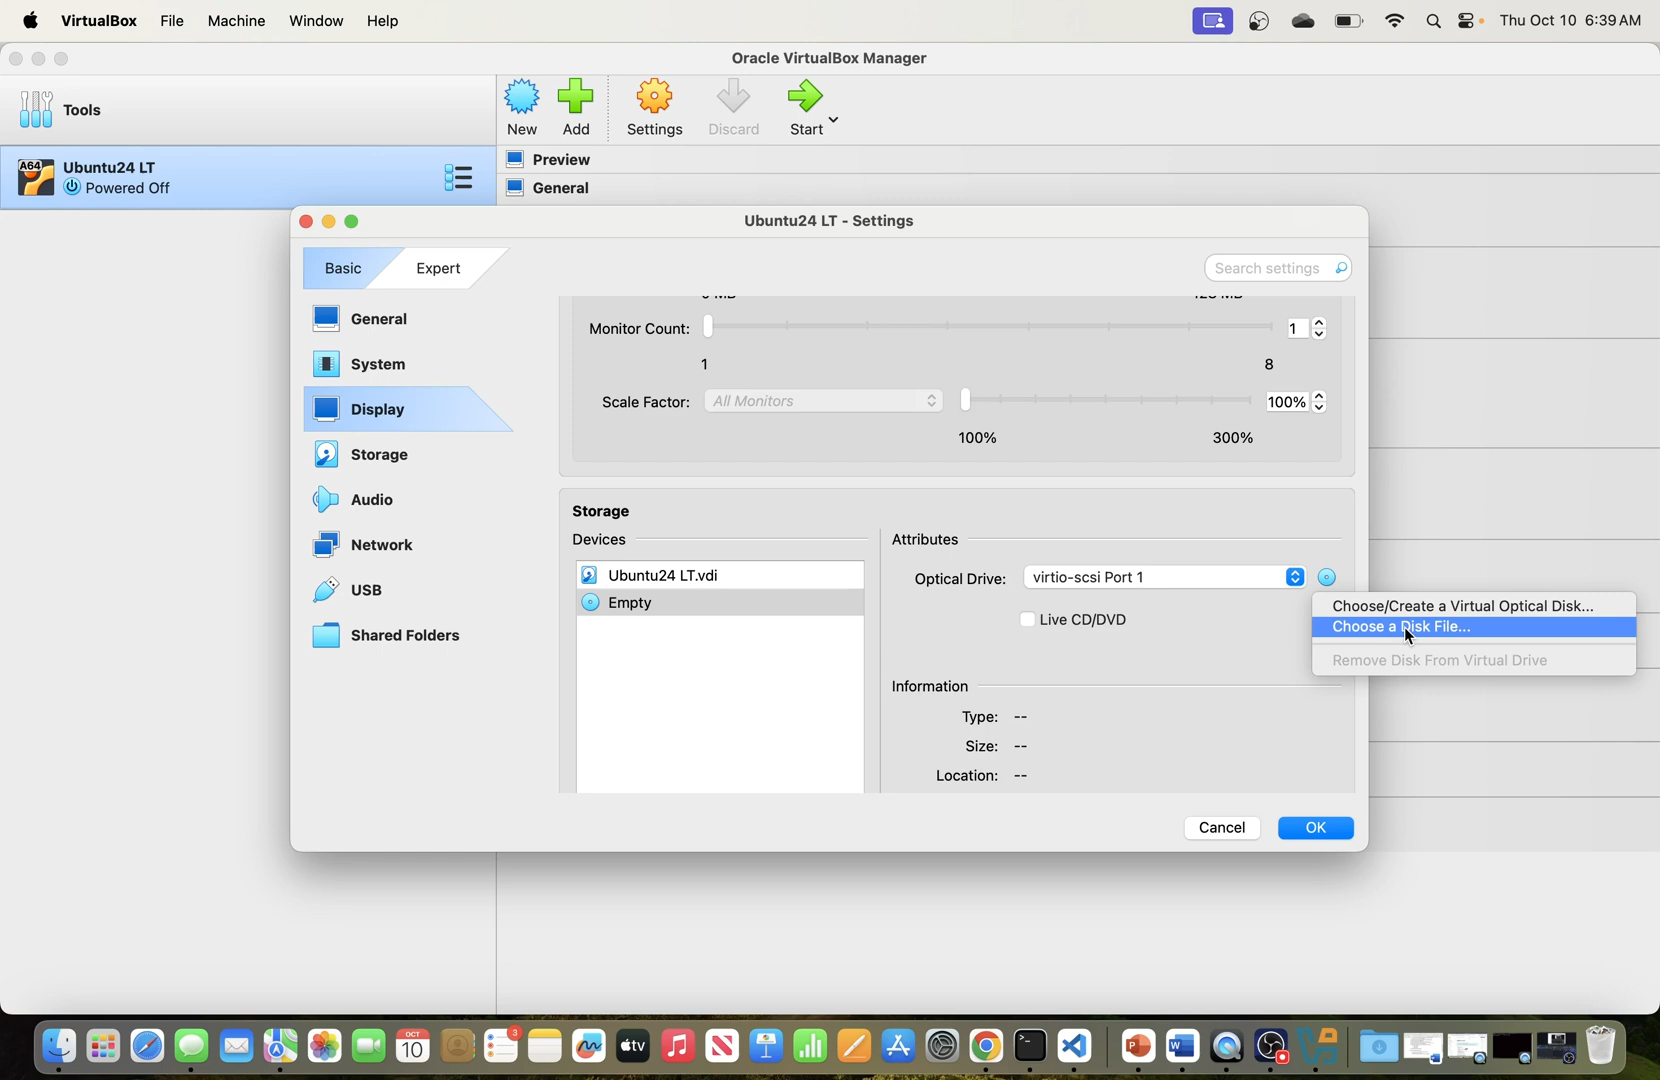 VirtualBox File Machine Window Help Thu Oct 10 6:39 AM
Oracle VirtualBox Manager
Tools
New Add Settings Discard Start
A64 Ubuntu24 LT
Powered Off
Preview
General
Ubuntu24 LT - Settings
Basic Expert Search settings
General
System
Display
Storage
Audio
Network
USB
Shared Folders
Monitor Count: 1
1 8
Scale Factor: All Monitors 100%
100% 300%
Storage
Devices Attributes
Ubuntu24 LT.vdi
Empty
Optical Drive: virtio-scsi Port 1
Live CD/DVD
Choose/Create a Virtual Optical Disk...
Choose a Disk File...
Remove Disk From Virtual Drive
Information
Type: --
Size: --
Location: --
Cancel OK
OCT
10
3
tv